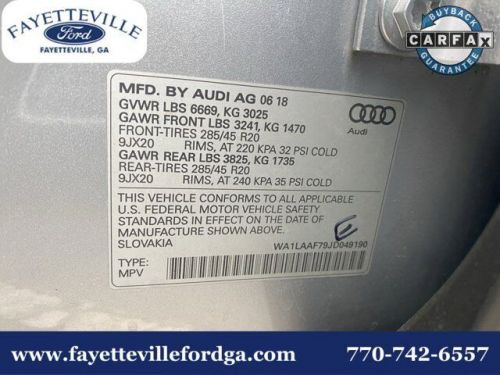 FAYETTEVILLE
Ford
FAYETTEVILLE, GA
BUYBACK
CARFAX
GUARANTEE
MFD. BY AUDI AG 06 18
GVWR LBS 6669, KG 3025
GAWR FRONT LBS 3241, KG 1470
FRONT-TIRES 285/45 R20
9JX20 RIMS, AT 220 KPA 32 PSI COLD
GAWR REAR LBS 3825, KG 1735
REAR-TIRES 285/45 R20
9JX20 RIMS, AT 240 KPA 35 PSI COLD
Audi
THIS VEHICLE CONFORMS TO ALL APPLICABLE
U.S. FEDERAL MOTOR VEHICLE SAFETY
STANDARDS IN EFFECT ON THE DATE OF
MANUFACTURE SHOWN ABOVE.
SLOVAKIA WA1LAAF79JD049190
TYPE:
MPV
www.fayettevillefordga.com 770-742-6557